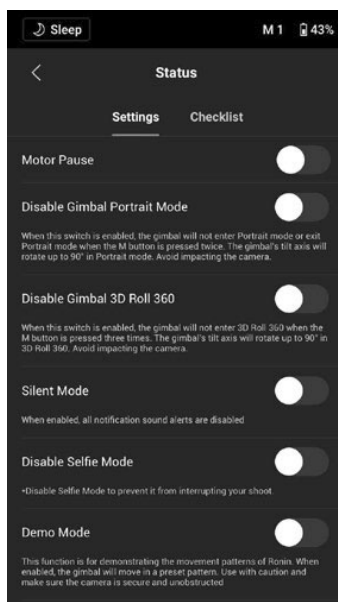 Sleep M 1 43%
Status
Settings Checklist
Motor Pause
Disable Gimbal Portrait Mode
When this switch is enabled, the gimbal will not enter Portrait mode or exit
Portrait mode when the M button is pressed twice. The gimbal's tilt axis will
rotate up to 90° in Portrait mode. Avoid impacting the camera.
Disable Gimbal 3D Roll 360
When this switch is enabled, the gimbal will not enter 3D Roll 360 when the
M button is pressed three times. The gimbal's tilt axis will rotate up to 90° in
3D Roll 360. Avoid impacting the camera.
Silent Mode
When enabled, all notification sound alerts are disabled
Disable Selfie Mode
•Disable Selfie Mode to prevent it from interrupting your shoot.
Demo Mode
This function is for demonstrating the movement patterns of Ronin. When
enabled, the gimbal will move in a preset pattern. Use with caution and
make sure the camera is secure and unobstructed